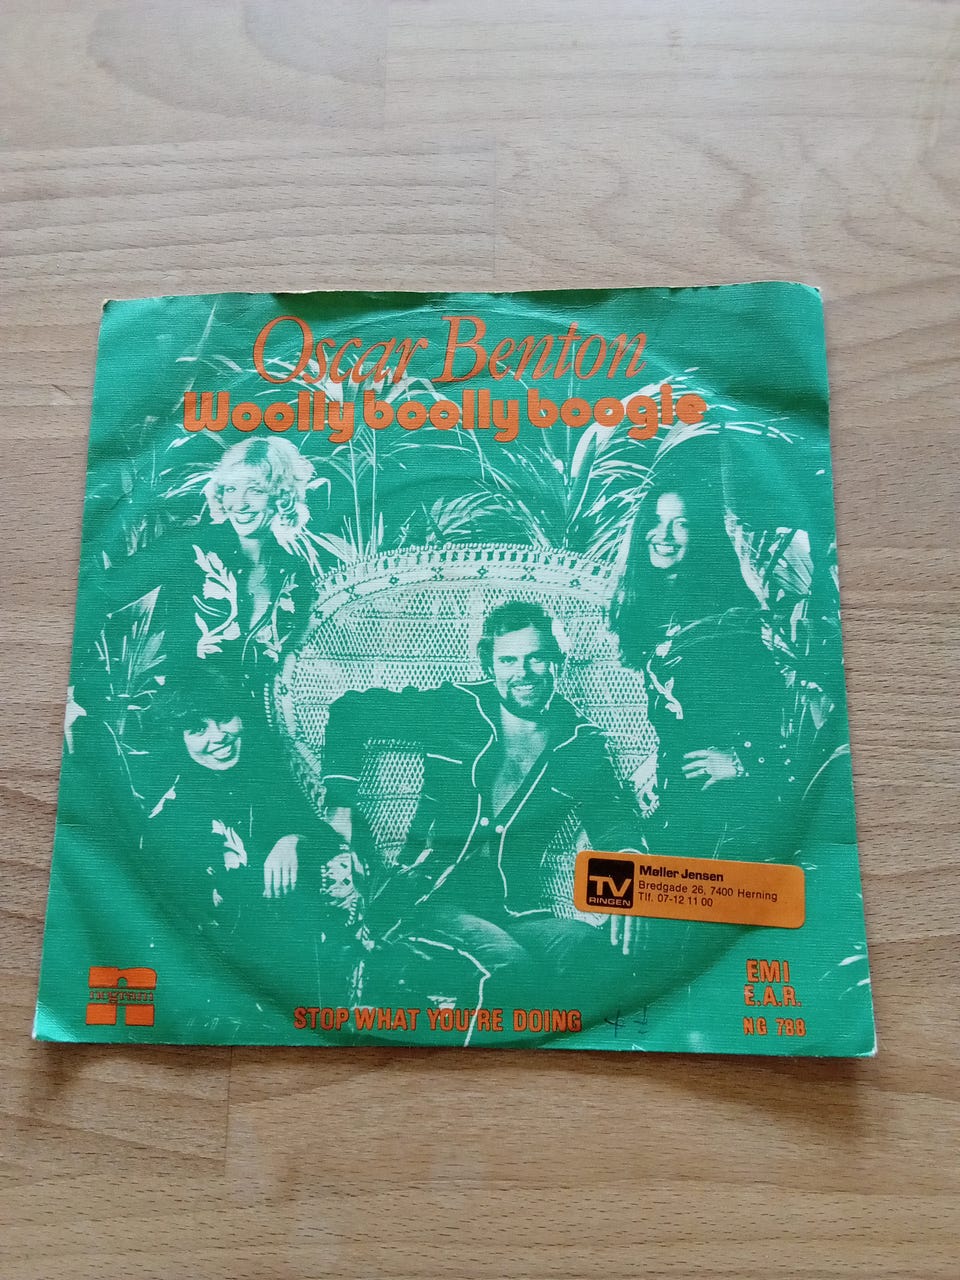 Oscar Benton
Woolly boolly boogie
TV
RINGEN
Møller Jensen
Bredgade 26, 7400 Herning
Tlf. 07-12 11 00
n
negram
EMI
E.A.R.
NG 788
STOP WHAT YOU'RE DOING